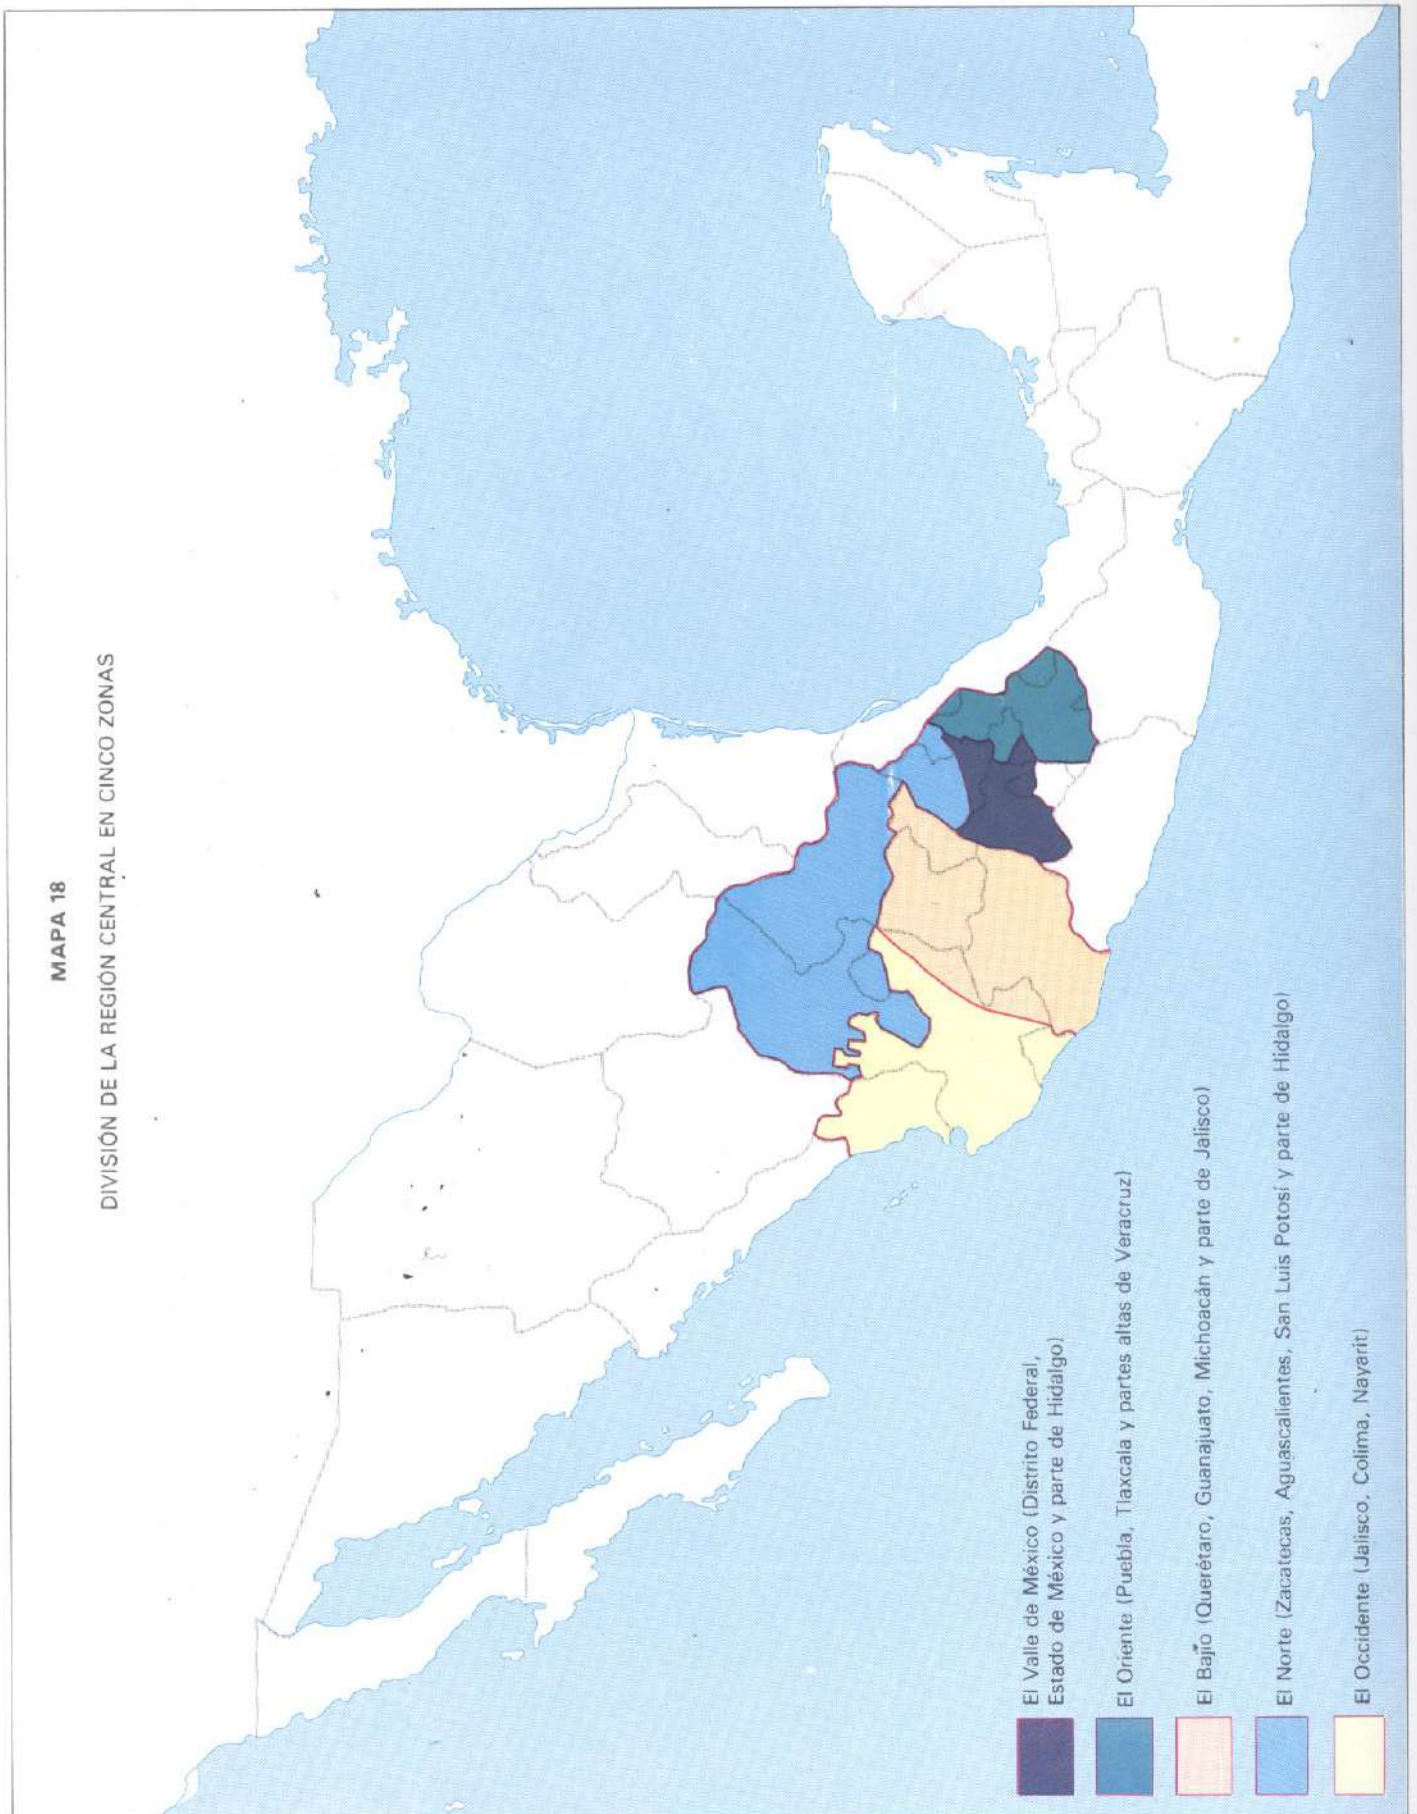 MAPA 18
DIVISIÓN DE LA REGIÓN CENTRAL EN CINCO ZONAS
El Valle de México (Distrito Federal,
Estado de México y parte de Hidalgo)
El Oriente (Puebla, Tlaxcala y partes altas de Veracruz)
El Bajío (Querétaro, Guanajuato, Michoacán y parte de Jalisco)
El Norte (Zacatecas, Aguascalientes, San Luis Potosí y parte de Hidalgo)
El Occidente (Jalisco, Colima, Nayarit)